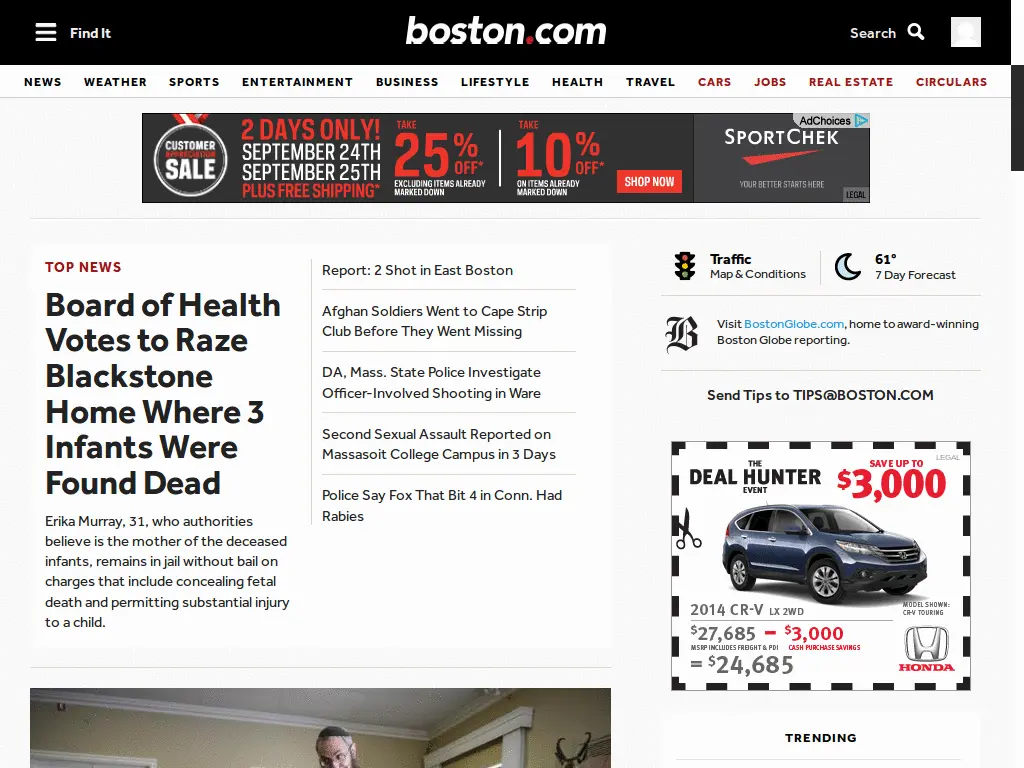 Find It
boston.com
Search
NEWS WEATHER SPORTS ENTERTAINMENT BUSINESS LIFESTYLE HEALTH TRAVEL CARS JOBS REAL ESTATE CIRCULARS
CUSTOMER
APPRECIATION
SALE
2 DAYS ONLY!
SEPTEMBER 24TH
SEPTEMBER 25TH
PLUS FREE SHIPPING*
TAKE
25% OFF*
EXCLUDING ITEMS ALREADY
MARKED DOWN
TAKE
10% OFF*
ON ITEMS ALREADY
MARKED DOWN
SHOP NOW
AdChoices
SPORTCHEK
YOUR BETTER STARTS HERE
LEGAL
TOP NEWS
Board of Health
Votes to Raze
Blackstone
Home Where 3
Infants Were
Found Dead
Erika Murray, 31, who authorities
believe is the mother of the deceased
infants, remains in jail without bail on
charges that include concealing fetal
death and permitting substantial injury
to a child.
Report: 2 Shot in East Boston
Afghan Soldiers Went to Cape Strip
Club Before They Went Missing
DA, Mass. State Police Investigate
Officer-Involved Shooting in Ware
Second Sexual Assault Reported on
Massasoit College Campus in 3 Days
Police Say Fox That Bit 4 in Conn. Had
Rabies
Traffic
Map & Conditions
61°
7 Day Forecast
B
Visit BostonGlobe.com, home to award-winning
Boston Globe reporting.
Send Tips to TIPS@BOSTON.COM
LEGAL
THE
DEAL HUNTER
EVENT
SAVE UP TO
$3,000
MODEL SHOWN:
CR-V TOURING
2014 CR-V LX 2WD
$27,685 – $3,000
MSRP INCLUDES FREIGHT & PDI CASH PURCHASE SAVINGS
= $24,685
HONDA
TRENDING